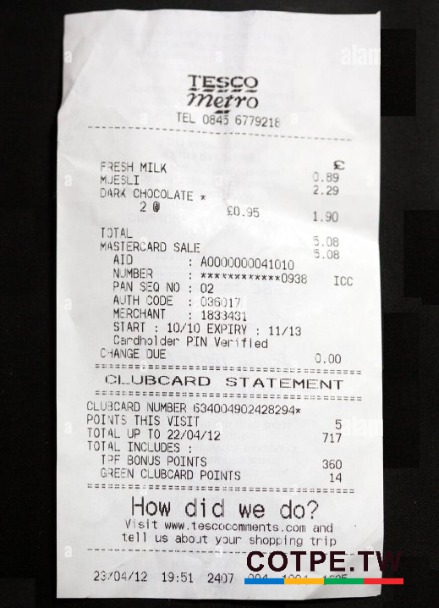 TESCO
metro
TEL 0845 6779218
£
FRESH MILK 0.89
MUESLI 2.29
DARK CHOCOLATE *
2 @ £0.95 1.90
TOTAL 5.08
MASTERCARD SALE 5.08
AID : A0000000041010
NUMBER : ************0938 ICC
PAN SEQ NO : 02
AUTH CODE : 036017
MERCHANT : 1833431
START : 10/10 EXPIRY : 11/13
Cardholder PIN Verified
CHANGE DUE 0.00
CLUBCARD STATEMENT
CLUBCARD NUMBER 634004902428294*
POINTS THIS VISIT 5
TOTAL UP TO 22/04/12 717
TOTAL INCLUDES :
TPF BONUS POINTS 360
GREEN CLUBCARD POINTS 14
How did we do?
Visit www.tescocomments.com and
tell us about your shopping trip
COTPE.TW
23/04/12 19:51 2407